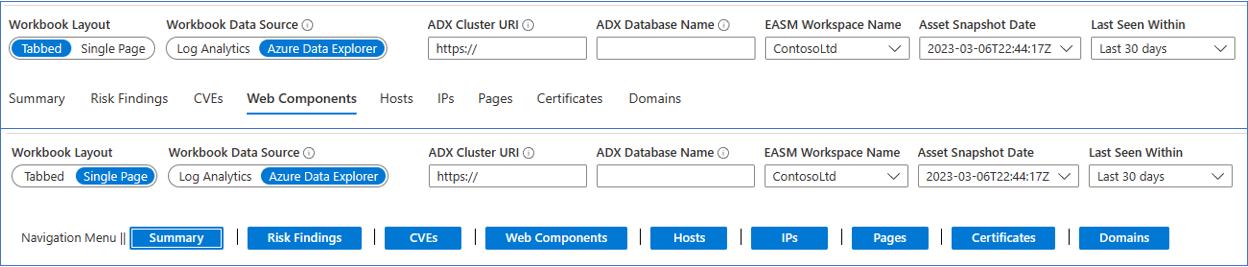 Workbook Layout Workbook Data Source ADX Cluster URI ADX Database Name EASM Workspace Name Asset Snapshot Date Last Seen Within
Tabbed Single Page Log Analytics Azure Data Explorer https:// ContosoLtd 2023-03-06T22:44:17Z Last 30 days
Summary Risk Findings CVEs Web Components Hosts IPs Pages Certificates Domains
Workbook Layout Workbook Data Source ADX Cluster URI ADX Database Name EASM Workspace Name Asset Snapshot Date Last Seen Within
Tabbed Single Page Log Analytics Azure Data Explorer https:// ContosoLtd 2023-03-06T22:44:17Z Last 30 days
Navigation Menu || Summary | Risk Findings | CVEs | Web Components | Hosts | IPs | Pages | Certificates | Domains